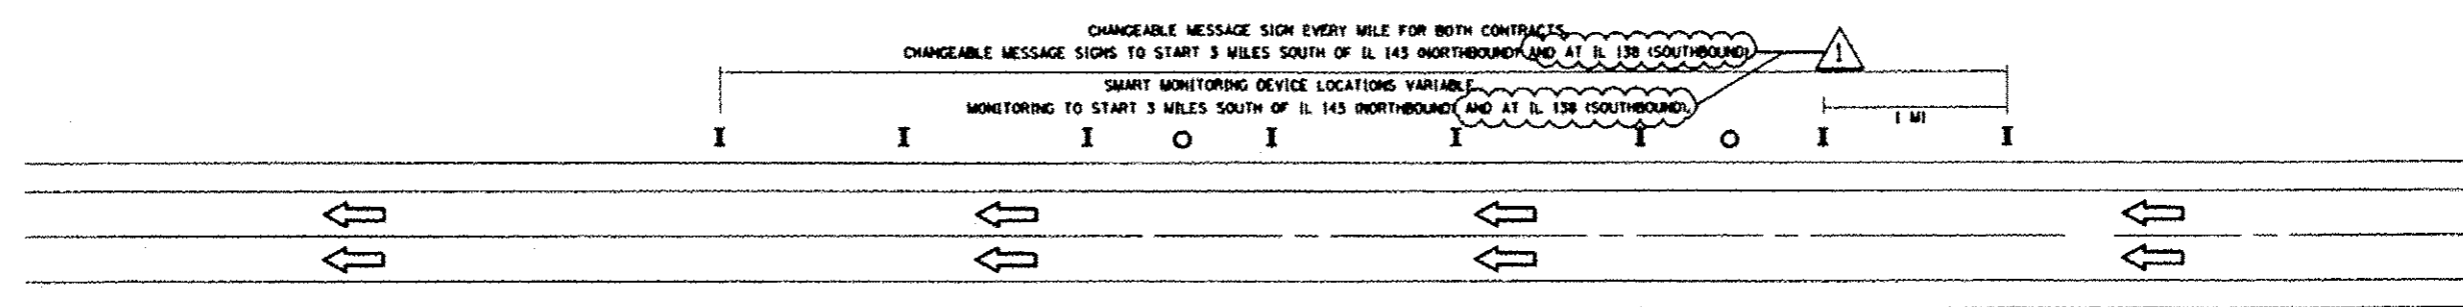 CHANGEABLE MESSAGE SIGN EVERY MILE FOR BOTH CONTRACTS.
CHANGEABLE MESSAGE SIGNS TO START 3 MILES SOUTH OF IL 143 (NORTHBOUND) AND AT IL 138 (SOUTHBOUND)
1
SMART MONITORING DEVICE LOCATIONS VARIABLE
MONITORING TO START 3 MILES SOUTH OF IL 143 (NORTHBOUND) AND AT IL 138 (SOUTHBOUND).
1 MI